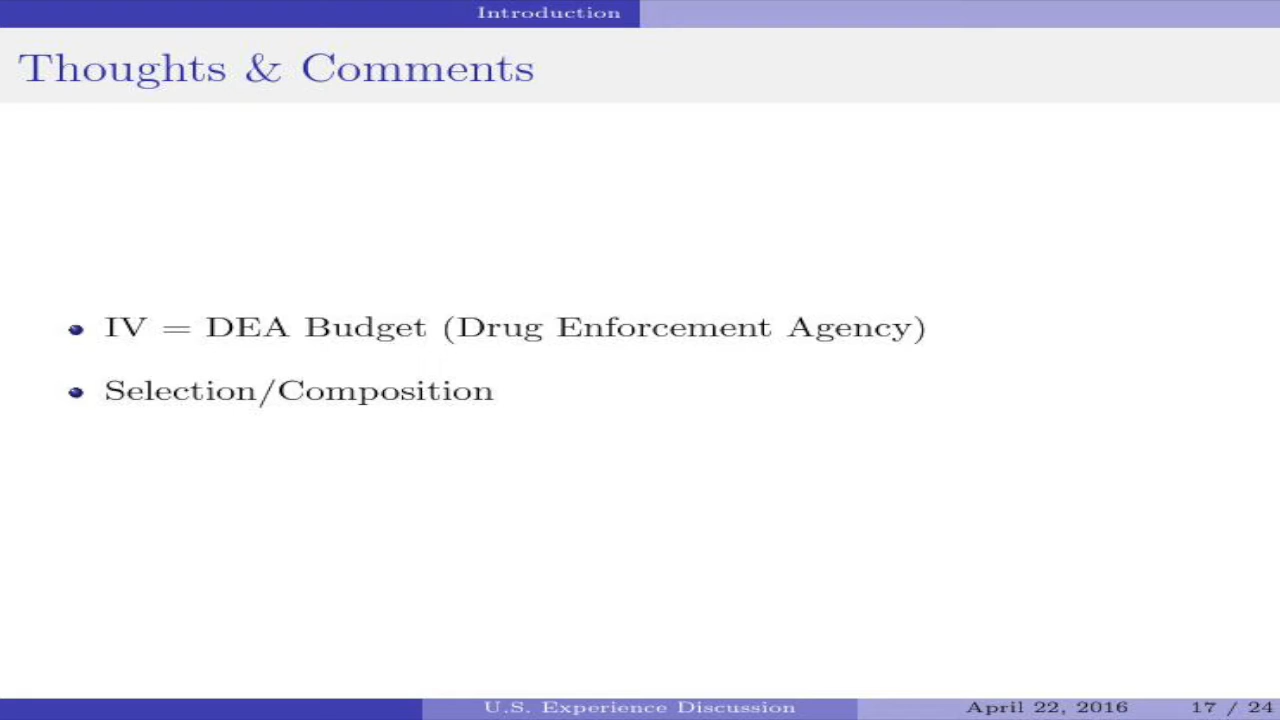 Introduction
Thoughts & Comments
IV = DEA Budget (Drug Enforcement Agency)
Selection/Composition
U.S. Experience Discussion April 22, 2016 17 / 24